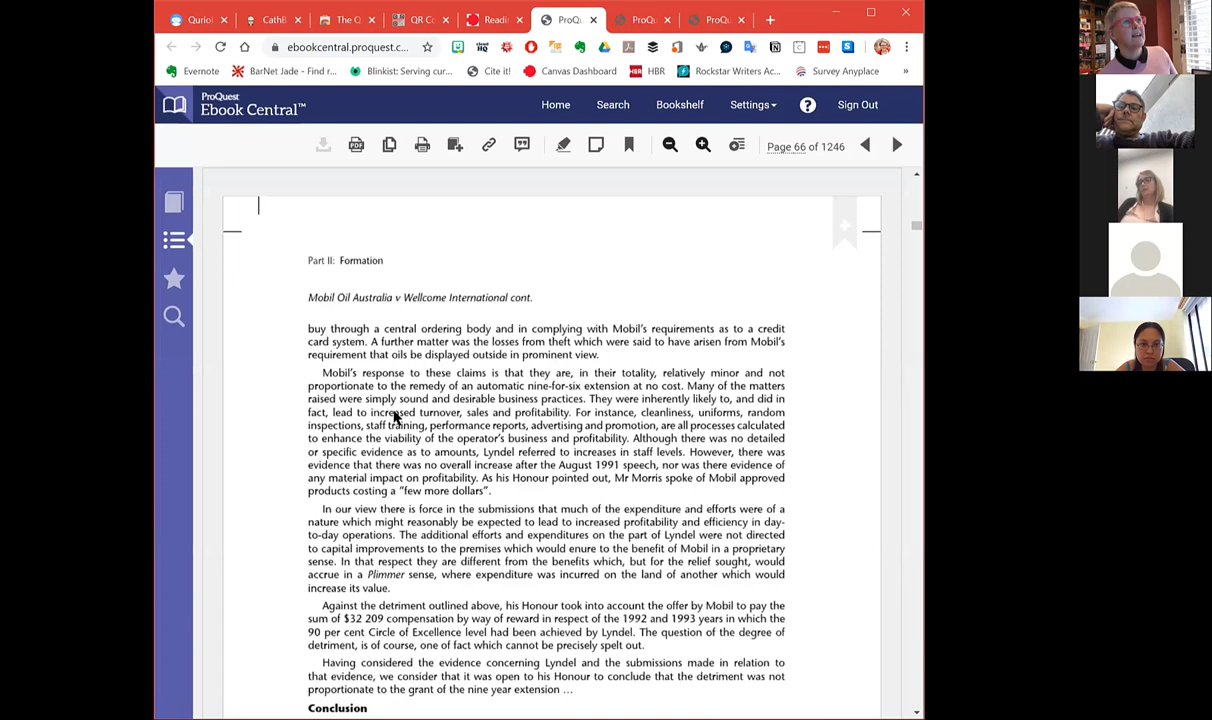 Quriol
CathB
The Q
QR Co
Readi
ProQu
ProQu
ProQu
ebookcentral.proquest.c...
Evernote
BarNet Jade - Find r...
Blinkist: Serving cur...
Cite it!
Canvas Dashboard
HBR
HBR
Rockstar Writers Ac...
Survey Anyplace
»
ProQuest
Ebook Central™
Home
Search
Bookshelf
Settings
Sign Out
Page 66 of 1246
Part II: Formation
Mobil Oil Australia v Wellcome International cont.
buy through a central ordering body and in complying with Mobil's requirements as to a credit
card system. A further matter was the losses from theft which were said to have arisen from Mobil's
requirement that oils be displayed outside in prominent view.
Mobil's response to these claims is that they are, in their totality, relatively minor and not
proportionate to the remedy of an automatic nine-for-six extension at no cost. Many of the matters
raised were simply sound and desirable business practices. They were inherently likely to, and did in
fact, lead to increased turnover, sales and profitability. For instance, cleanliness, uniforms, random
inspections, staff training, performance reports, advertising and promotion, are all processes calculated
to enhance the viability of the operator's business and profitability. Although there was no detailed
or specific evidence as to amounts, Lyndel referred to increases in staff levels. However, there was
evidence that there was no overall increase after the August 1991 speech, nor was there evidence of
any material impact on profitability. As his Honour pointed out, Mr Morris spoke of Mobil approved
products costing a "few more dollars".
In our view there is force in the submissions that much of the expenditure and efforts were of a
nature which might reasonably be expected to lead to increased profitability and efficiency in day-
to-day operations. The additional efforts and expenditures on the part of Lyndel were not directed
to capital improvements to the premises which would enure to the benefit of Mobil in a proprietary
sense. In that respect they are different from the benefits which, but for the relief sought, would
accrue in a Plimmer sense, where expenditure was incurred on the land of another which would
increase its value.
Against the detriment outlined above, his Honour took into account the offer by Mobil to pay the
sum of $32 209 compensation by way of reward in respect of the 1992 and 1993 years in which the
90 per cent Circle of Excellence level had been achieved by Lyndel. The question of the degree of
detriment, is of course, one of fact which cannot be precisely spelt out.
Having considered the evidence concerning Lyndel and the submissions made in relation to
that evidence, we consider that it was open to his Honour to conclude that the detriment was not
proportionate to the grant of the nine year extension ...
Conclusion